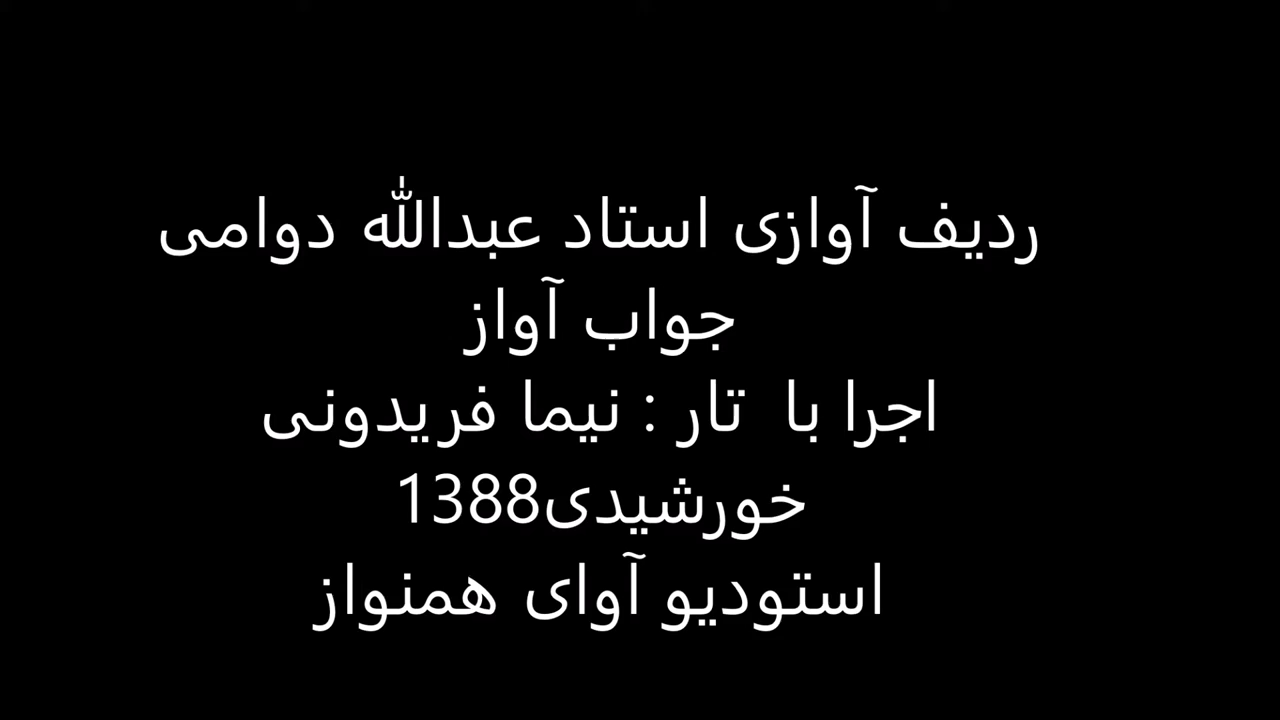 ردیف آوازی استاد عبدالله دوامی
جواب آواز
اجرا با تار : نیما فریدونی
خورشیدی1388
استودیو آوای همنواز